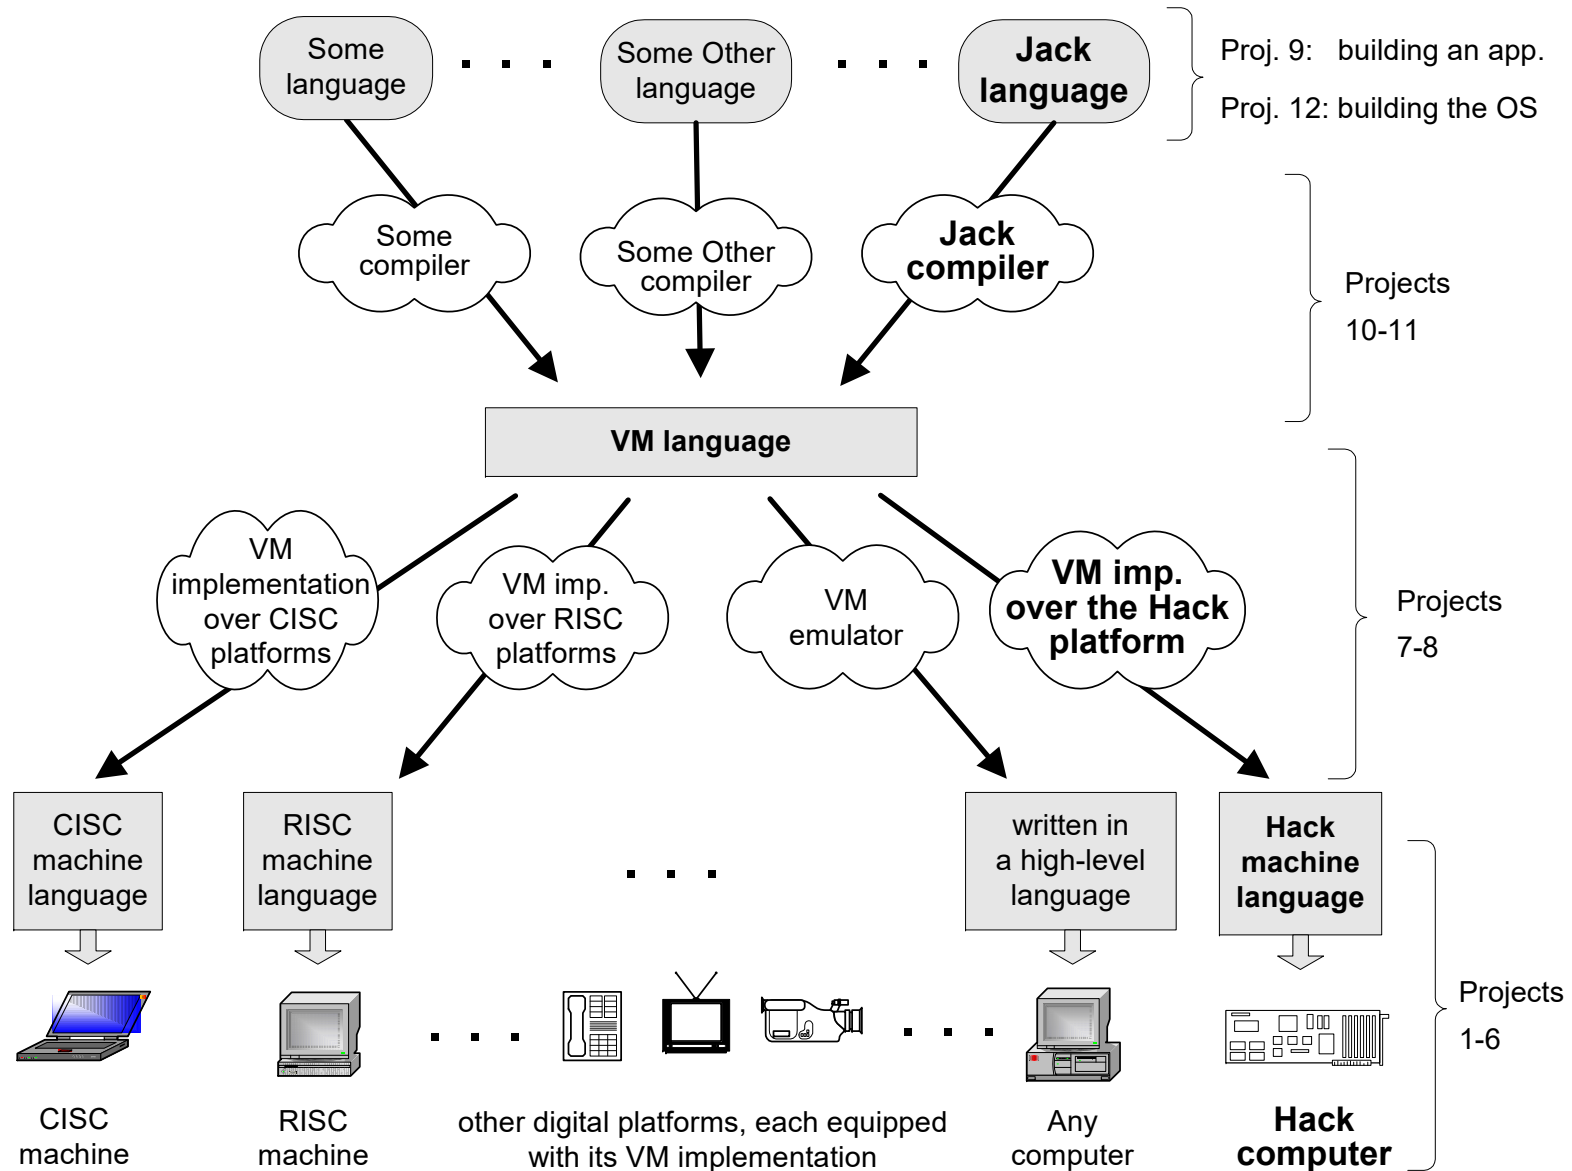 Some
language
Some Other
language
Jack
language
Proj. 9: building an app.
Proj. 12: building the OS
Some
compiler
Some Other
compiler
Jack
compiler
Projects
10-11
VM language
VM
implementation
over CISC
platforms
VM imp.
over RISC
platforms
VM
emulator
VM imp.
over the Hack
platform
Projects
7-8
CISC
machine
language
RISC
machine
language
written in
a high-level
language
Hack
machine
language
Projects
1-6
CISC
machine
RISC
machine
other digital platforms, each equipped
with its VM implementation
Any
computer
Hack
computer